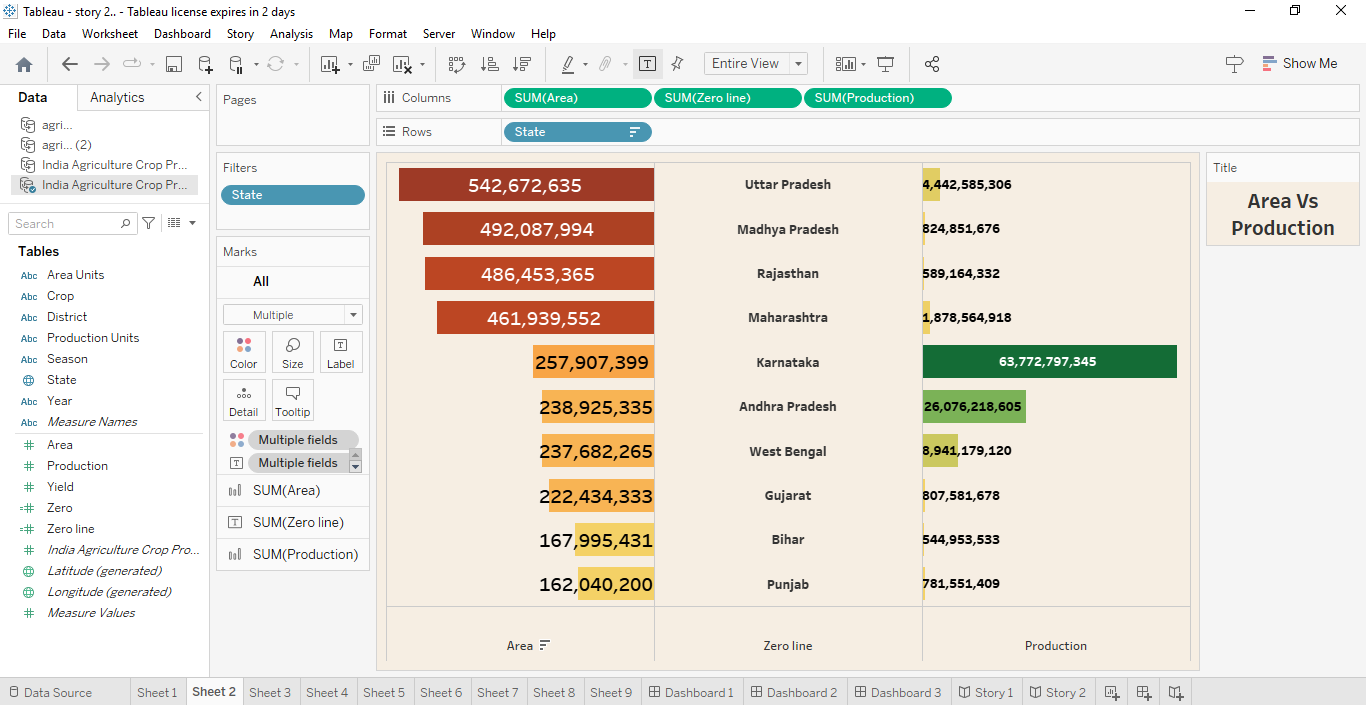 Tableau - story 2.. - Tableau license expires in 2 days
File Data Worksheet Dashboard Story Analysis Map Format Server Window Help
Entire View
Show Me
Data Analytics
agri...
agri... (2)
India Agriculture Crop Pr...
India Agriculture Crop Pr...
Search
Tables
Abc Area Units
Abc Crop
Abc District
Abc Production Units
Abc Season
State
Abc Year
Abc Measure Names
Area
Production
Yield
Zero
Zero line
India Agriculture Crop Pro...
Latitude (generated)
Longitude (generated)
Measure Values
Pages
Filters
State
Marks
All
Multiple
Color Size Label
Detail Tooltip
Multiple fields
Multiple fields
SUM(Area)
SUM(Zero line)
SUM(Production)
Columns SUM(Area) SUM(Zero line) SUM(Production)
Rows State
542,672,635 Uttar Pradesh 4,442,585,306
492,087,994 Madhya Pradesh 824,851,676
486,453,365 Rajasthan 589,164,332
461,939,552 Maharashtra 1,878,564,918
257,907,399 Karnataka 63,772,797,345
238,925,335 Andhra Pradesh 26,076,218,605
237,682,265 West Bengal 8,941,179,120
222,434,333 Gujarat 807,581,678
167,995,431 Bihar 544,953,533
162,040,200 Punjab 781,551,409
Area Zero line Production
Title
Area Vs
Production
Data Source Sheet 1 Sheet 2 Sheet 3 Sheet 4 Sheet 5 Sheet 6 Sheet 7 Sheet 8 Sheet 9 Dashboard 1 Dashboard 2 Dashboard 3 Story 1 Story 2